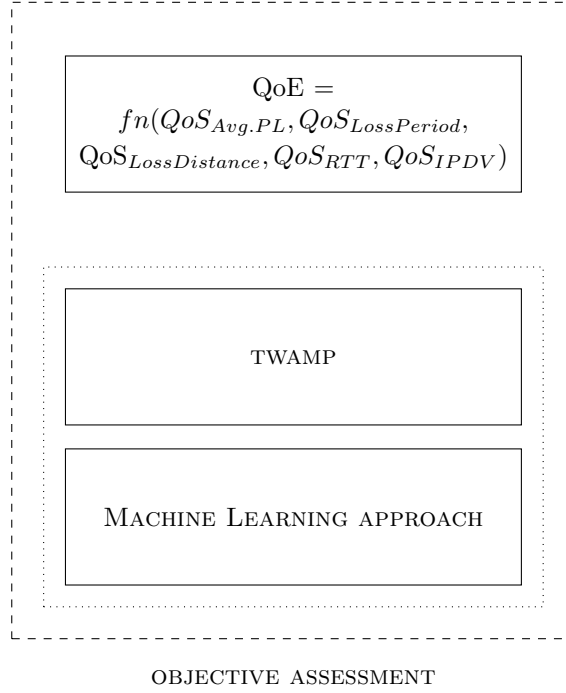 QoE =
fn(QoS_{Avg.PL}, QoS_{LossPeriod},
QoS_{LossDistance}, QoS_{RTT}, QoS_{IPDV})
TWAMP
MACHINE LEARNING APPROACH
OBJECTIVE ASSESSMENT